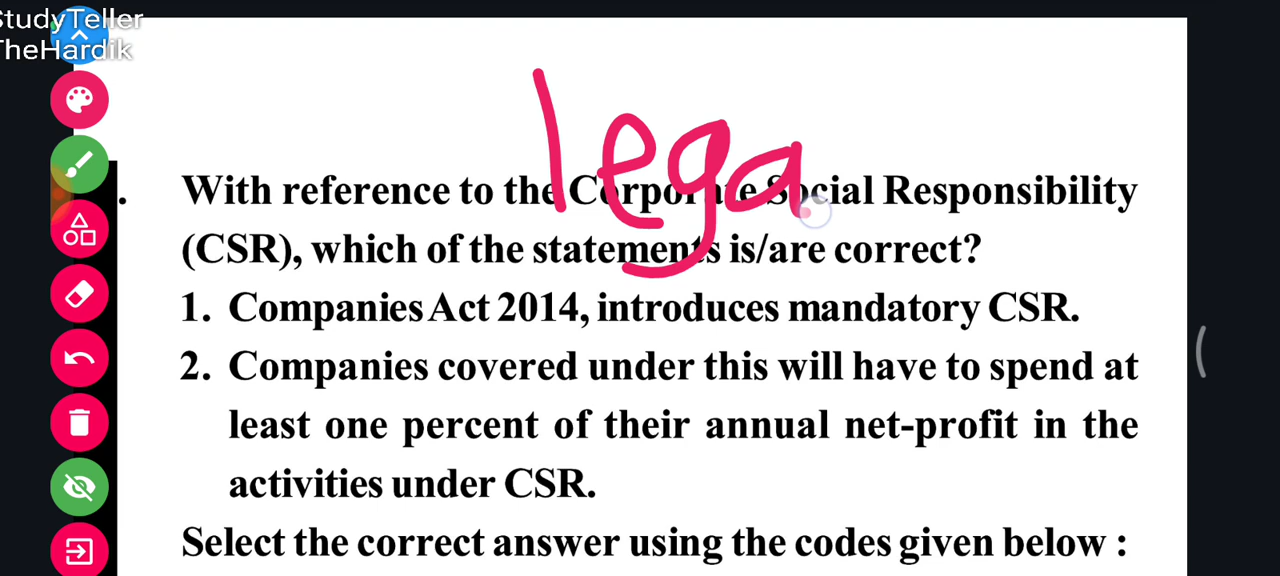 StudyTeller
TheHardik
lega
. With reference to the Corporate Social Responsibility
(CSR), which of the statements is/are correct?
1. Companies Act 2014, introduces mandatory CSR.
2. Companies covered under this will have to spend at
least one percent of their annual net-profit in the
activities under CSR.
Select the correct answer using the codes given below :